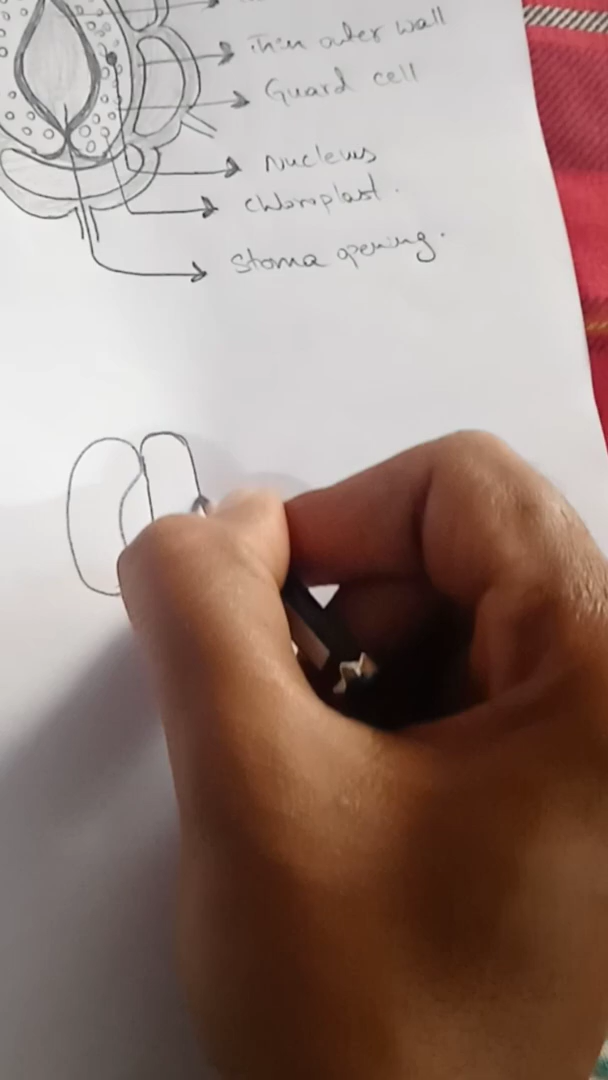 Thin outer wall
Guard cell
Nucleus
chloroplast.
Stoma opening.